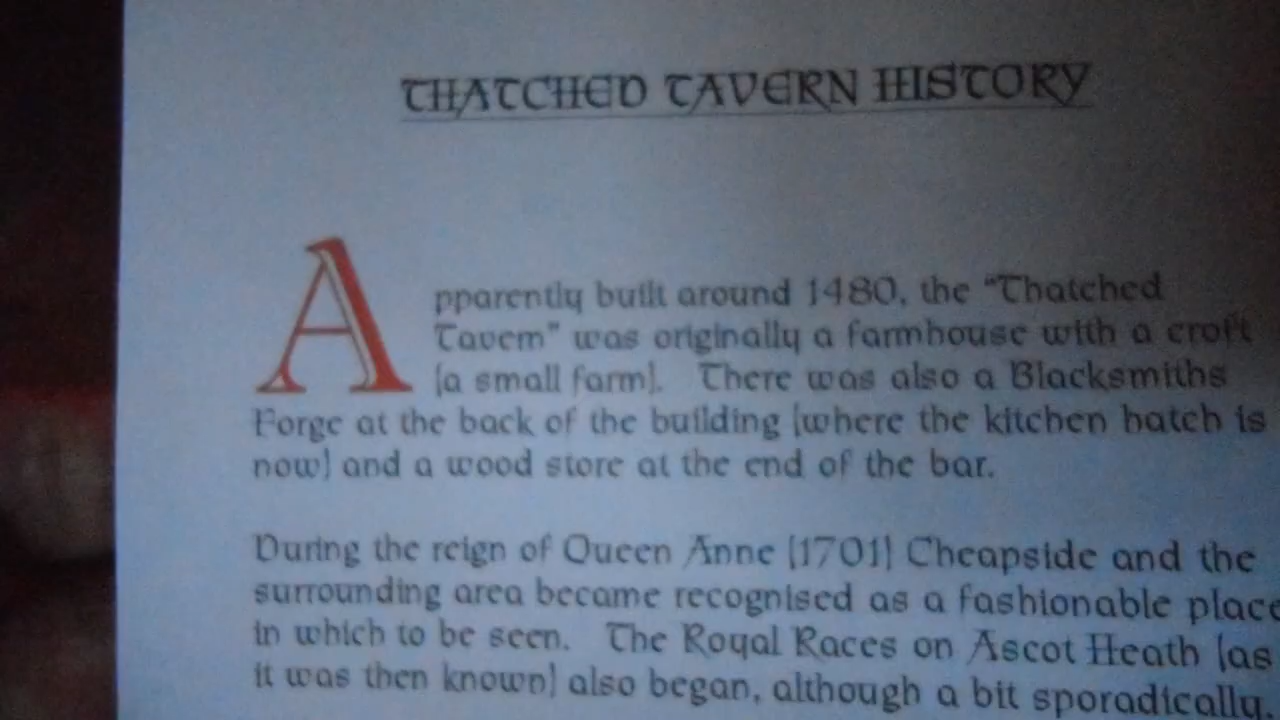 THATCHED TAVERN HISTORY
Apparently built around 1480, the "Thatched
Tavern" was originally a farmhouse with a croft
(a small farm). There was also a Blacksmiths
Forge at the back of the building (where the kitchen hatch is
now) and a wood store at the end of the bar.
During the reign of Queen Anne (1701) Cheapside and the
surrounding area became recognised as a fashionable place
in which to be seen. The Royal Races on Ascot Heath (as
it was then known) also began, although a bit sporadically.